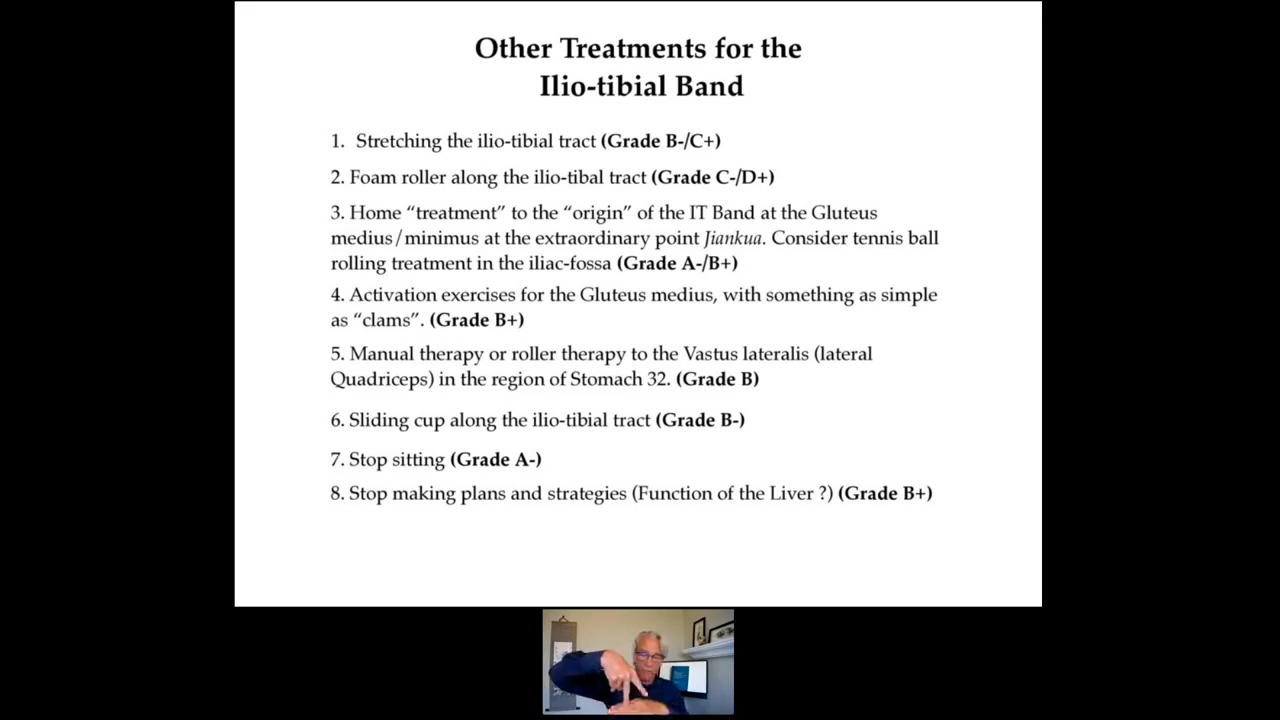 Other Treatments for the
Ilio-tibial Band
1. Stretching the ilio-tibial tract (Grade B-/C+)
2. Foam roller along the ilio-tibal tract (Grade C-/D+)
3. Home “treatment” to the “origin” of the IT Band at the Gluteus
medius/minimus at the extraordinary point Jiankua. Consider tennis ball
rolling treatment in the iliac-fossa (Grade A-/B+)
4. Activation exercises for the Gluteus medius, with something as simple
as “clams”. (Grade B+)
5. Manual therapy or roller therapy to the Vastus lateralis (lateral
Quadriceps) in the region of Stomach 32. (Grade B)
6. Sliding cup along the ilio-tibial tract (Grade B-)
7. Stop sitting (Grade A-)
8. Stop making plans and strategies (Function of the Liver ?) (Grade B+)